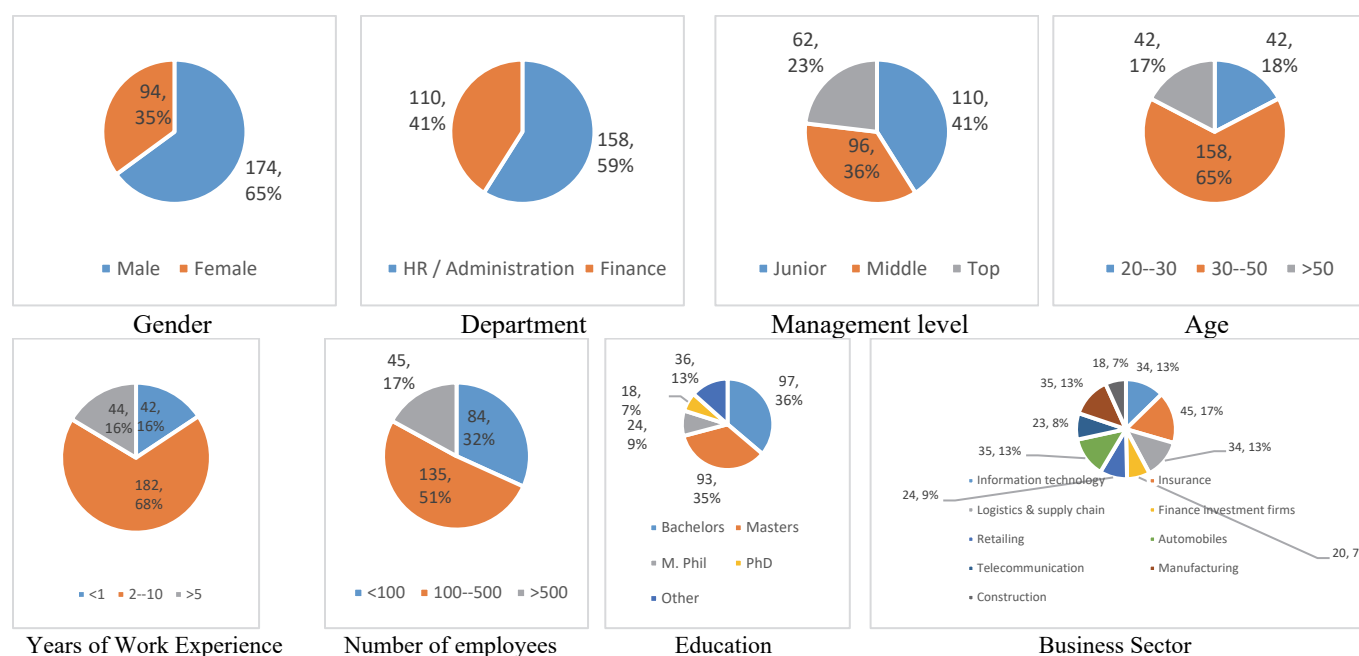 94,
35%
174,
65%
Male Female
Gender
110,
41%
158,
59%
HR / Administration Finance
Department
62,
23%
110,
41%
96,
36%
Junior Middle Top
Management level
42,
17%
42,
18%
158,
65%
20--30 30--50 >50
Age
44,
16%
42,
16%
182,
68%
<1 2--10 >5
Years of Work Experience
45,
17%
84,
32%
135,
51%
<100 100--500 >500
Number of employees
36,
13%
97,
36%
18,
7%
24,
9%
93,
35%
Bachelors Masters
M. Phil PhD
Other
Education
18, 7% 34, 13%
35, 13%
45, 17%
23, 8%
34, 13%
35, 13%
24, 9%
20, 7
Information technology Insurance
Logistics & supply chain Finance investment firms
Retailing Automobiles
Telecommunication Manufacturing
Construction
Business Sector